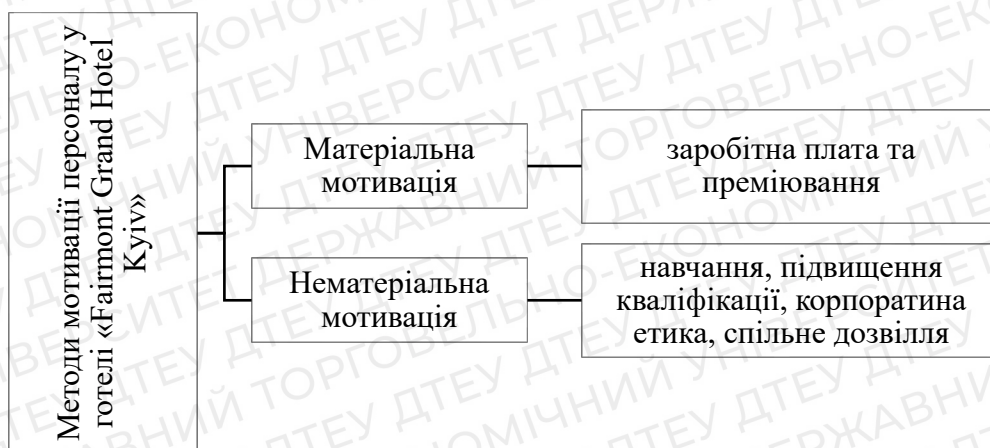 Методи мотивації персоналу у
готелі «Fairmont Grand Hotel
Kyiv»
Матеріальна
мотивація
заробітна плата та
преміювання
Нематеріальна
мотивація
навчання, підвищення
кваліфікації, корпоратина
етика, спільне дозвілля